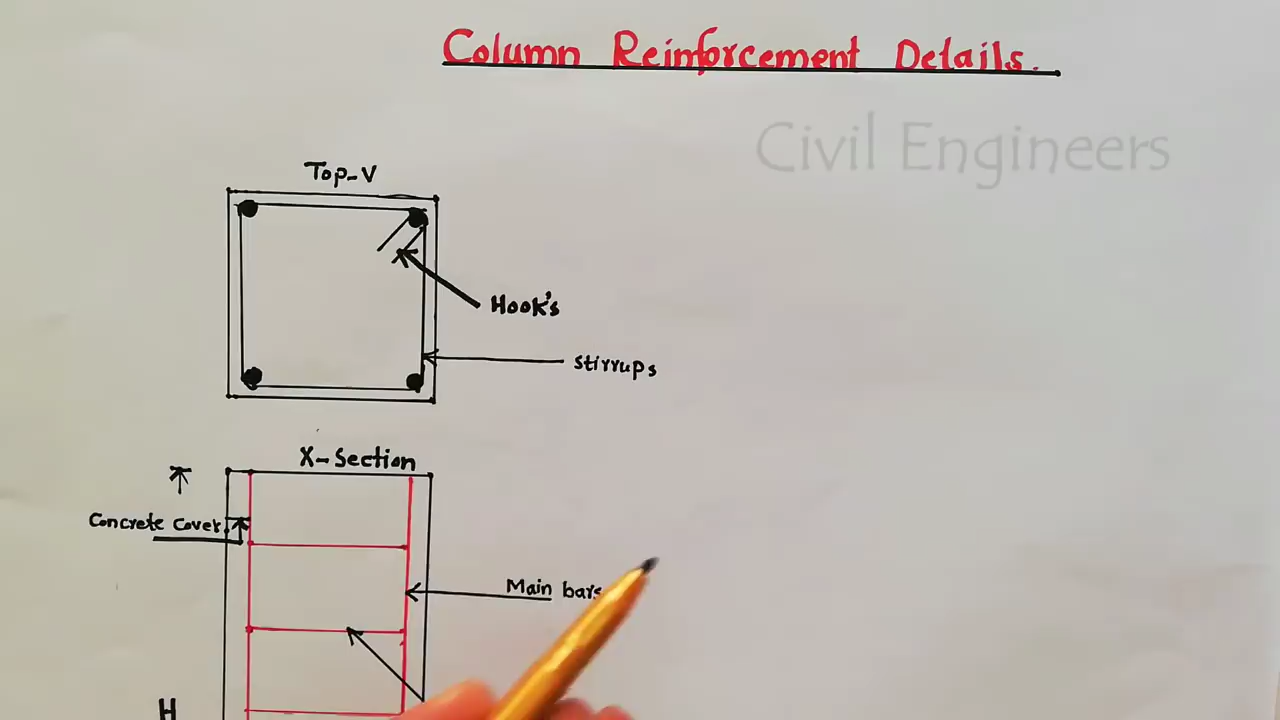 Column Reinforcement Details.
Civil Engineers
Top-V
Hook's
Stirrups
X-Section
Concrete Cover
Main bars
H